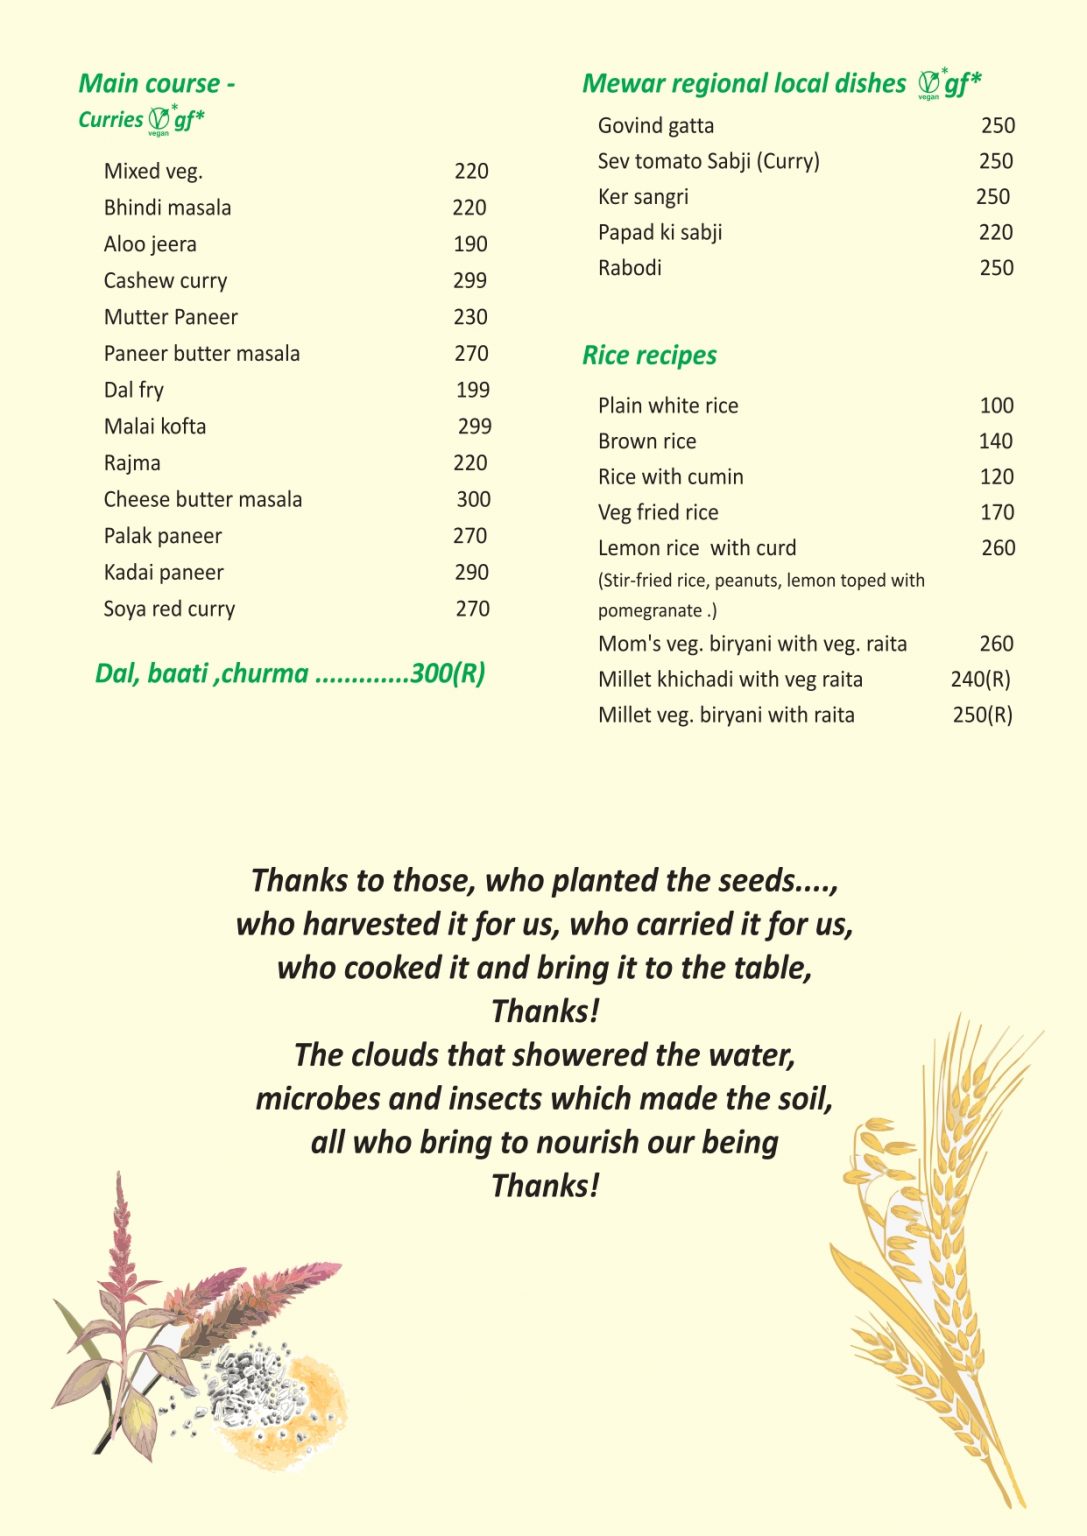 Main course -
Curries vegan * gf*
Mixed veg. 220
Bhindi masala 220
Aloo jeera 190
Cashew curry 299
Mutter Paneer 230
Paneer butter masala 270
Dal fry 199
Malai kofta 299
Rajma 220
Cheese butter masala 300
Palak paneer 270
Kadai paneer 290
Soya red curry 270
Dal, baati ,churma .............300(R)
Mewar regional local dishes vegan * gf*
Govind gatta 250
Sev tomato Sabji (Curry) 250
Ker sangri 250
Papad ki sabji 220
Rabodi 250
Rice recipes
Plain white rice 100
Brown rice 140
Rice with cumin 120
Veg fried rice 170
Lemon rice with curd 260
(Stir-fried rice, peanuts, lemon toped with
pomegranate .)
Mom's veg. biryani with veg. raita 260
Millet khichadi with veg raita 240(R)
Millet veg. biryani with raita 250(R)
Thanks to those, who planted the seeds....,
who harvested it for us, who carried it for us,
who cooked it and bring it to the table,
Thanks!
The clouds that showered the water,
microbes and insects which made the soil,
all who bring to nourish our being
Thanks!